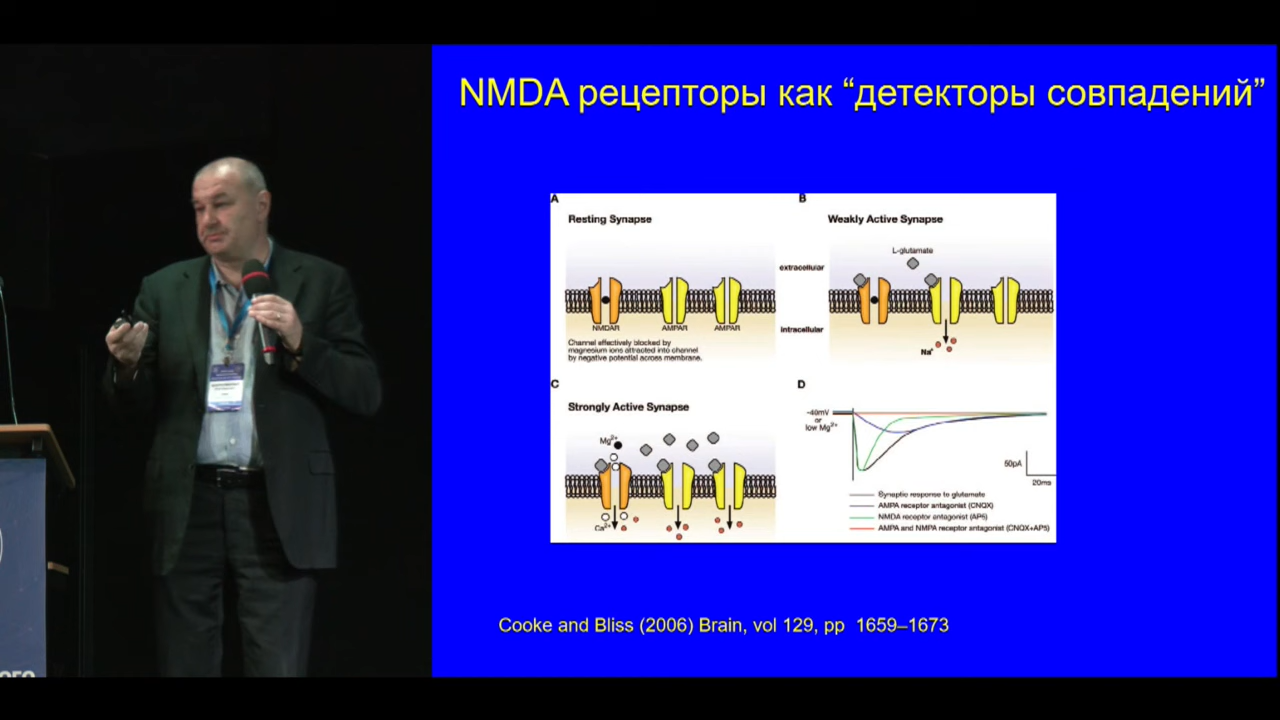 NMDA рецепторы как “детекторы совпадений”
A
Resting Synapse
NMDAR
AMPAR
AMPAR
Channel effectively blocked by
magnesium ions attracted into channel
by negative potential across membrane.
extracellular
intracellular
B
Weakly Active Synapse
L-glutamate
Na+
C
Strongly Active Synapse
Mg2+
Ca2+
D
-40mV
or
low Mg2+
50pA
20ms
Synaptic response to glutamate
AMPA receptor antagonist (CNQX)
NMDA receptor antagonist (AP5)
AMPA and NMPA receptor antagonist (CNQX+AP5)
Cooke and Bliss (2006) Brain, vol 129, pp 1659–1673